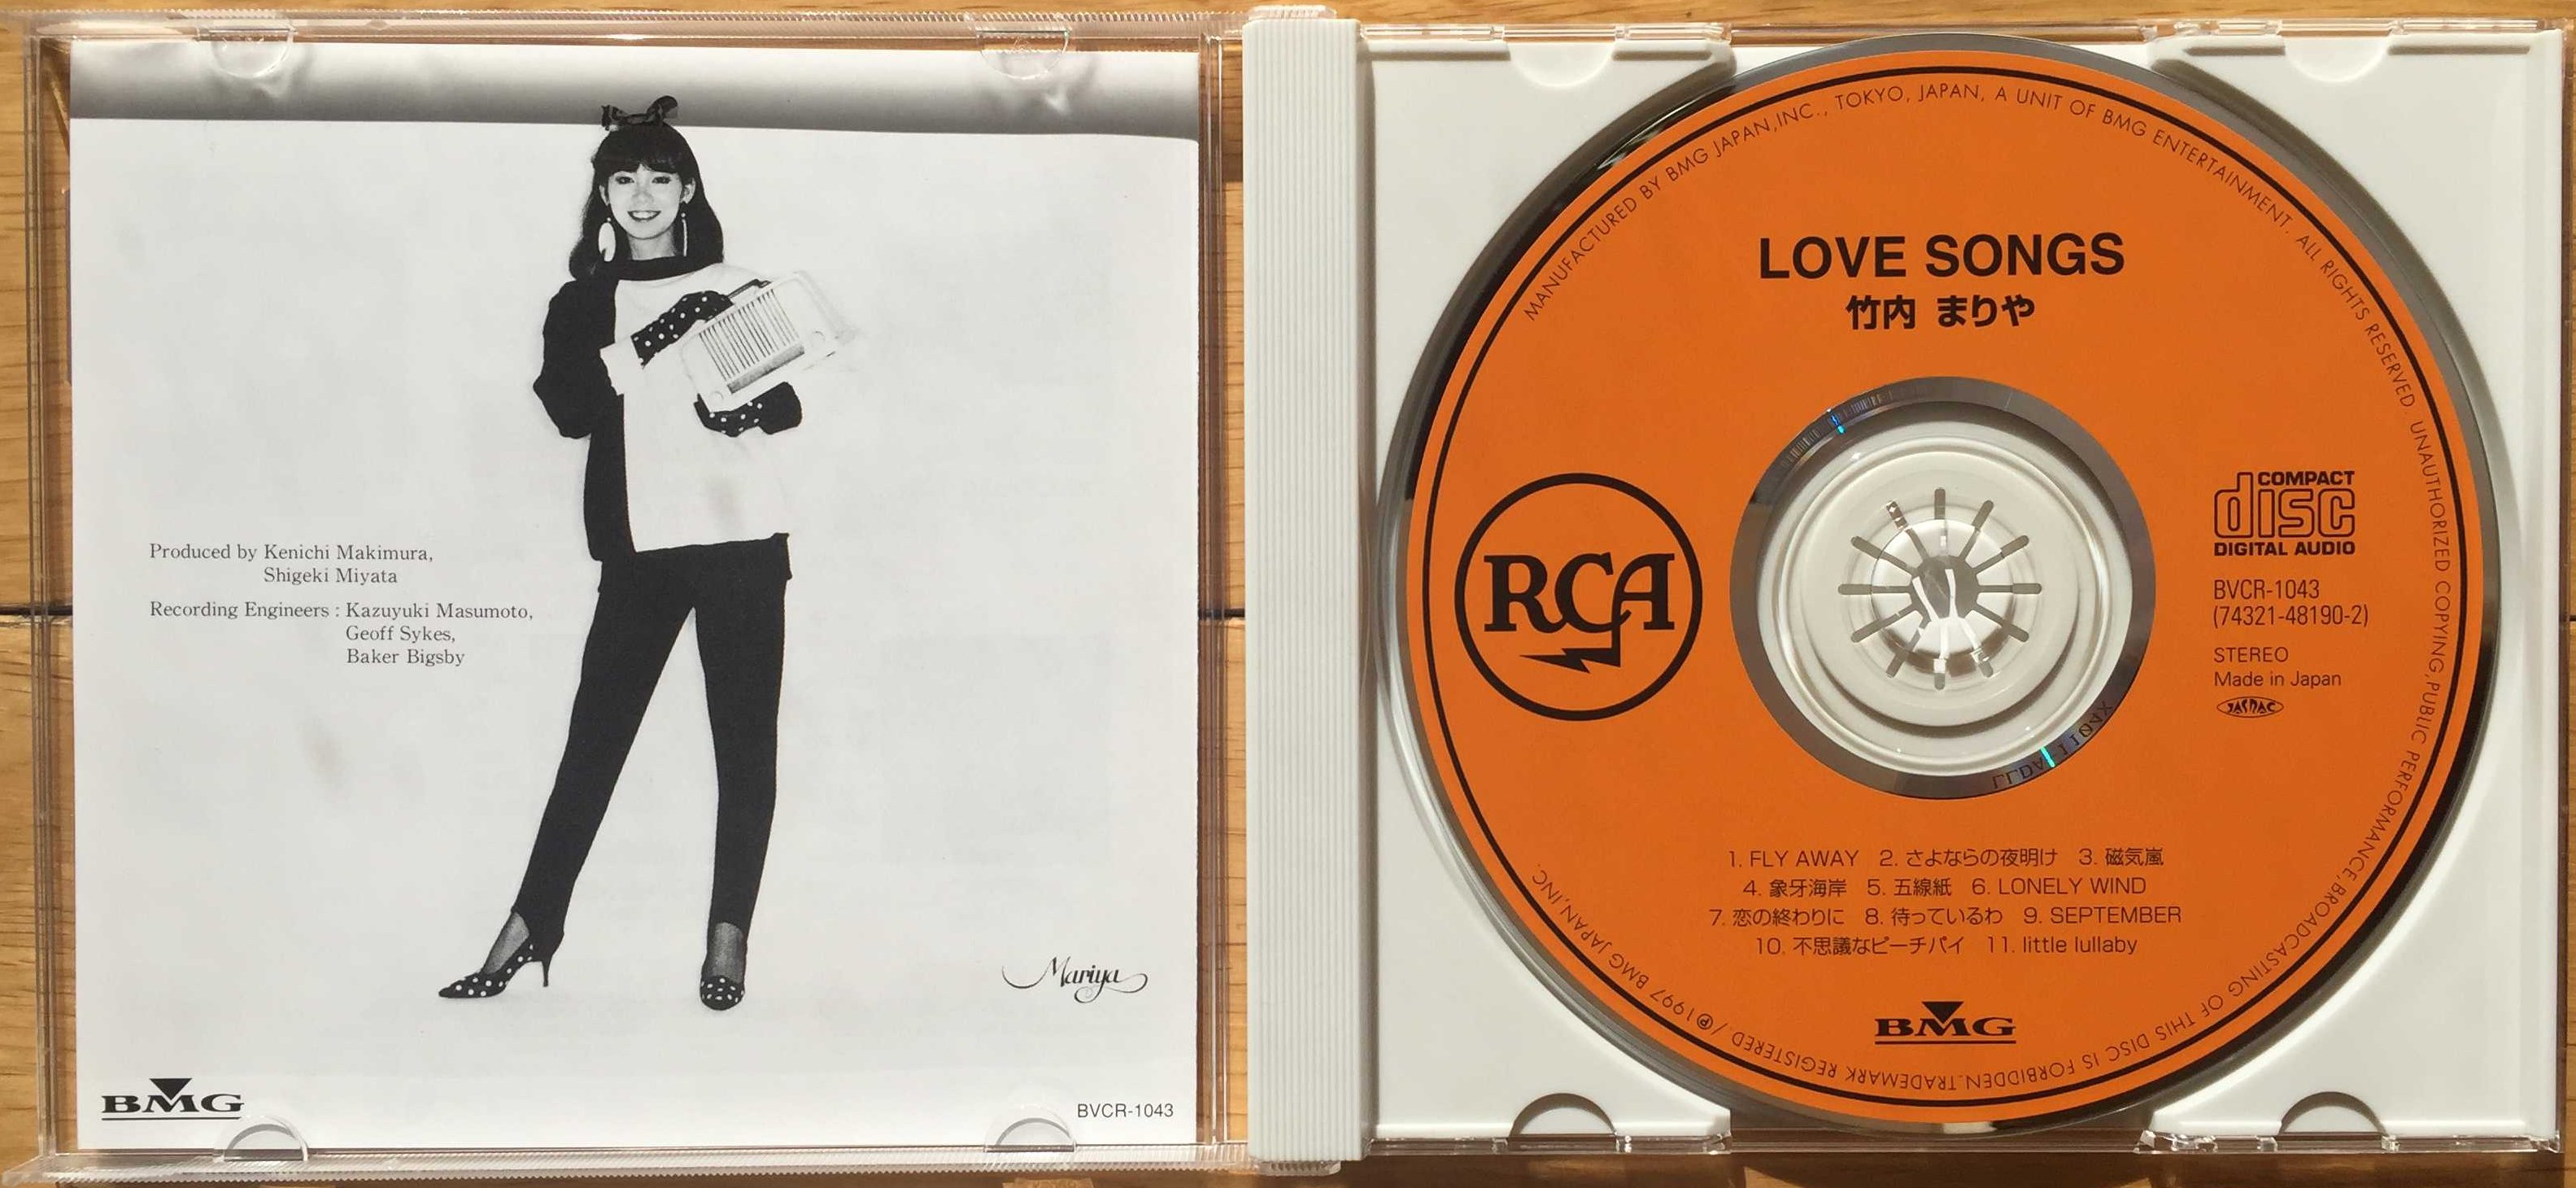 Produced by Kenichi Makimura,
Shigeki Miyata
Recording Engineers : Kazuyuki Masumoto,
Geoff Sykes,
Baker Bigsby
Mariya
BMG
BVCR-1043
MANUFACTURED BY BMG JAPAN,INC., TOKYO, JAPAN, A UNIT OF BMG ENTERTAINMENT. ALL RIGHTS RESERVED. UNAUTHORIZED COPYING,PUBLIC PERFORMANCE,BROADCASTING OF THIS DISC IS FORBIDDEN.TRADEMARK REGISTERED./℗1997 BMG JAPAN,INC.
LOVE SONGS
竹内 まりや
RCA
COMPACT
disc
DIGITAL AUDIO
BVCR-1043
(74321-48190-2)
STEREO
Made in Japan
JASRAC
1. FLY AWAY 2. さよならの夜明け 3. 磁気嵐
4. 象牙海岸 5. 五線紙 6. LONELY WIND
7. 恋の終わりに 8. 待っているわ 9. SEPTEMBER
10. 不思議なピーチパイ 11. little lullaby
BMG